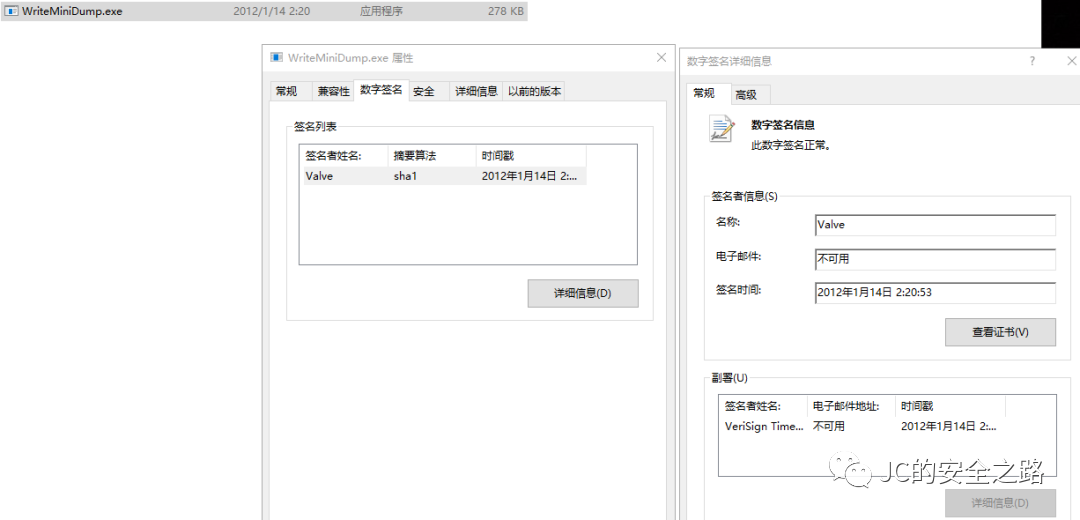 WriteMiniDump.exe 2012/1/14 2:20 应用程序 278 KB
WriteMiniDump.exe 属性
常规 兼容性 数字签名 安全 详细信息 以前的版本
签名列表
签名者姓名: 摘要算法 时间戳
Valve sha1 2012年1月14日 2:...
详细信息(D)
数字签名详细信息
常规 高级
数字签名信息
此数字签名正常。
签名者信息(S)
名称: Valve
电子邮件: 不可用
签名时间: 2012年1月14日 2:20:53
查看证书(V)
副署(U)
签名者姓名: 电子邮件地址: 时间戳
VeriSign Time... 不可用 2012年1月14日 2:...
JC的安全之路
详细信息(D)